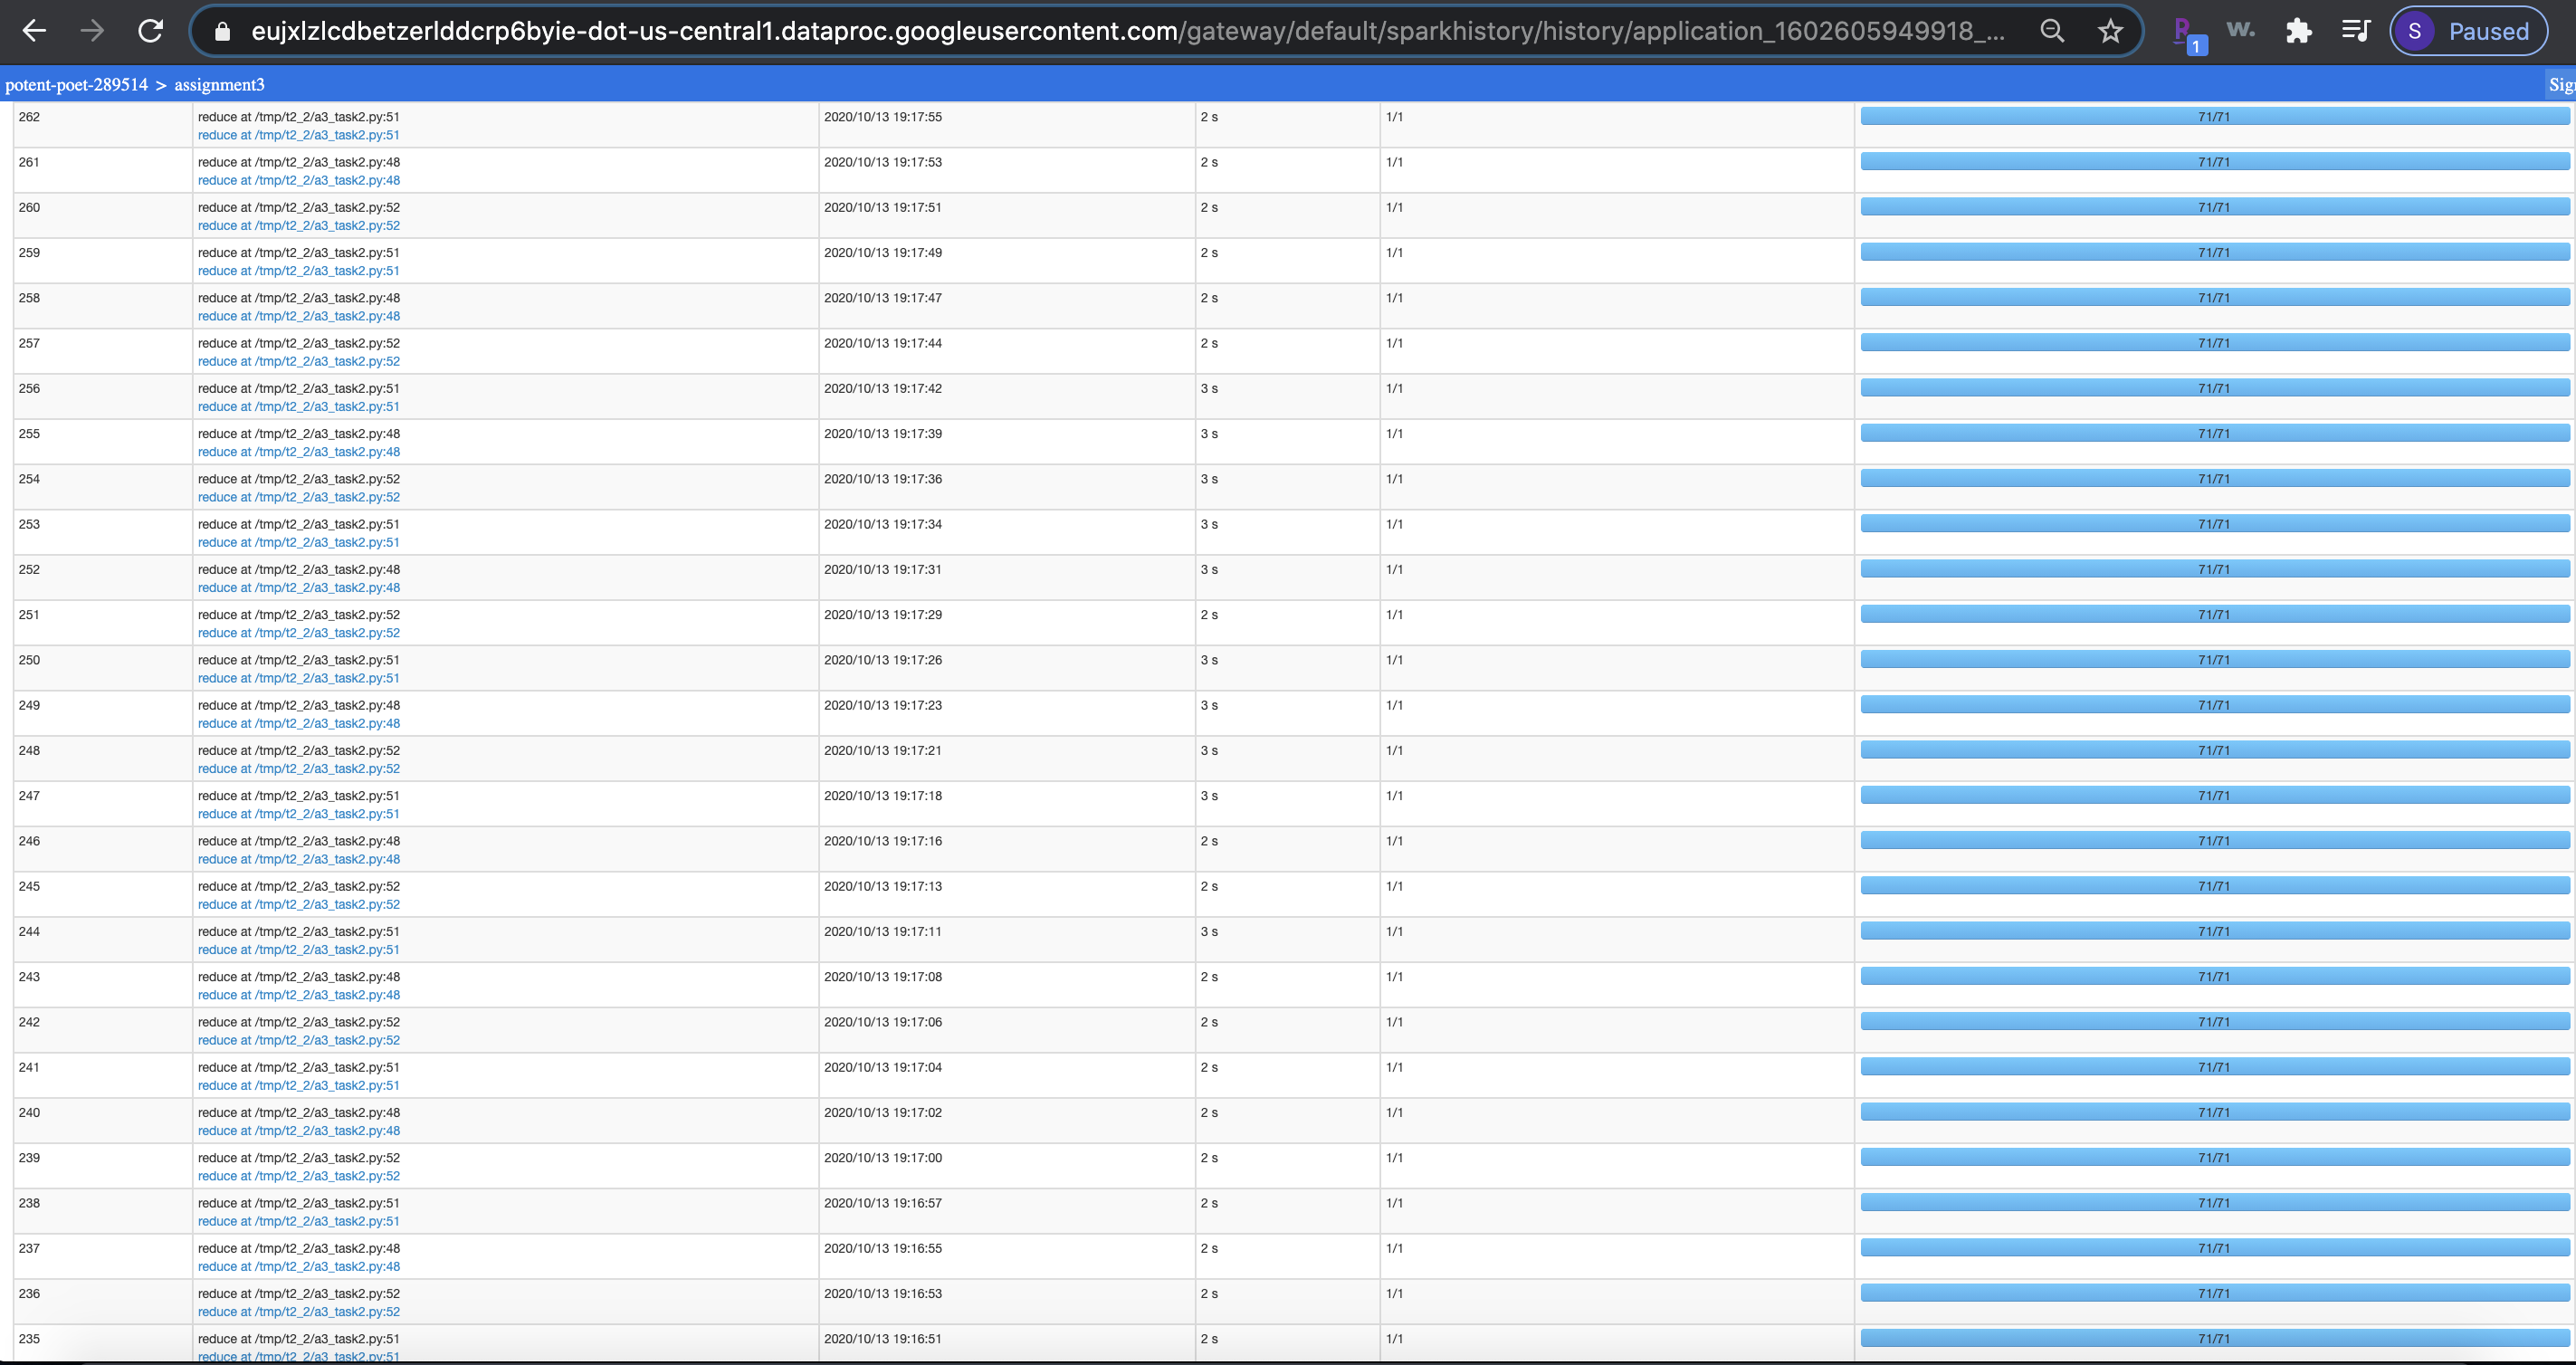 eujxlzlcdbetzerlddcrp6byie-dot-us-central1.dataproc.googleusercontent.com/gateway/default/sparkhistory/history/application_1602605949918_...
1
w.
S Paused
potent-poet-289514 > assignment3
262 reduce at /tmp/t2_2/a3_task2.py:51 2020/10/13 19:17:55 2 s 1/1 71/71
reduce at /tmp/t2_2/a3_task2.py:51
261 reduce at /tmp/t2_2/a3_task2.py:48 2020/10/13 19:17:53 2 s 1/1 71/71
reduce at /tmp/t2_2/a3_task2.py:48
260 reduce at /tmp/t2_2/a3_task2.py:52 2020/10/13 19:17:51 2 s 1/1 71/71
reduce at /tmp/t2_2/a3_task2.py:52
259 reduce at /tmp/t2_2/a3_task2.py:51 2020/10/13 19:17:49 2 s 1/1 71/71
reduce at /tmp/t2_2/a3_task2.py:51
258 reduce at /tmp/t2_2/a3_task2.py:48 2020/10/13 19:17:47 2 s 1/1 71/71
reduce at /tmp/t2_2/a3_task2.py:48
257 reduce at /tmp/t2_2/a3_task2.py:52 2020/10/13 19:17:44 2 s 1/1 71/71
reduce at /tmp/t2_2/a3_task2.py:52
256 reduce at /tmp/t2_2/a3_task2.py:51 2020/10/13 19:17:42 3 s 1/1 71/71
reduce at /tmp/t2_2/a3_task2.py:51
255 reduce at /tmp/t2_2/a3_task2.py:48 2020/10/13 19:17:39 3 s 1/1 71/71
reduce at /tmp/t2_2/a3_task2.py:48
254 reduce at /tmp/t2_2/a3_task2.py:52 2020/10/13 19:17:36 3 s 1/1 71/71
reduce at /tmp/t2_2/a3_task2.py:52
253 reduce at /tmp/t2_2/a3_task2.py:51 2020/10/13 19:17:34 3 s 1/1 71/71
reduce at /tmp/t2_2/a3_task2.py:51
252 reduce at /tmp/t2_2/a3_task2.py:48 2020/10/13 19:17:31 3 s 1/1 71/71
reduce at /tmp/t2_2/a3_task2.py:48
251 reduce at /tmp/t2_2/a3_task2.py:52 2020/10/13 19:17:29 2 s 1/1 71/71
reduce at /tmp/t2_2/a3_task2.py:52
250 reduce at /tmp/t2_2/a3_task2.py:51 2020/10/13 19:17:26 3 s 1/1 71/71
reduce at /tmp/t2_2/a3_task2.py:51
249 reduce at /tmp/t2_2/a3_task2.py:48 2020/10/13 19:17:23 3 s 1/1 71/71
reduce at /tmp/t2_2/a3_task2.py:48
248 reduce at /tmp/t2_2/a3_task2.py:52 2020/10/13 19:17:21 3 s 1/1 71/71
reduce at /tmp/t2_2/a3_task2.py:52
247 reduce at /tmp/t2_2/a3_task2.py:51 2020/10/13 19:17:18 3 s 1/1 71/71
reduce at /tmp/t2_2/a3_task2.py:51
246 reduce at /tmp/t2_2/a3_task2.py:48 2020/10/13 19:17:16 2 s 1/1 71/71
reduce at /tmp/t2_2/a3_task2.py:48
245 reduce at /tmp/t2_2/a3_task2.py:52 2020/10/13 19:17:13 2 s 1/1 71/71
reduce at /tmp/t2_2/a3_task2.py:52
244 reduce at /tmp/t2_2/a3_task2.py:51 2020/10/13 19:17:11 3 s 1/1 71/71
reduce at /tmp/t2_2/a3_task2.py:51
243 reduce at /tmp/t2_2/a3_task2.py:48 2020/10/13 19:17:08 2 s 1/1 71/71
reduce at /tmp/t2_2/a3_task2.py:48
242 reduce at /tmp/t2_2/a3_task2.py:52 2020/10/13 19:17:06 2 s 1/1 71/71
reduce at /tmp/t2_2/a3_task2.py:52
241 reduce at /tmp/t2_2/a3_task2.py:51 2020/10/13 19:17:04 2 s 1/1 71/71
reduce at /tmp/t2_2/a3_task2.py:51
240 reduce at /tmp/t2_2/a3_task2.py:48 2020/10/13 19:17:02 2 s 1/1 71/71
reduce at /tmp/t2_2/a3_task2.py:48
239 reduce at /tmp/t2_2/a3_task2.py:52 2020/10/13 19:17:00 2 s 1/1 71/71
reduce at /tmp/t2_2/a3_task2.py:52
238 reduce at /tmp/t2_2/a3_task2.py:51 2020/10/13 19:16:57 2 s 1/1 71/71
reduce at /tmp/t2_2/a3_task2.py:51
237 reduce at /tmp/t2_2/a3_task2.py:48 2020/10/13 19:16:55 2 s 1/1 71/71
reduce at /tmp/t2_2/a3_task2.py:48
236 reduce at /tmp/t2_2/a3_task2.py:52 2020/10/13 19:16:53 2 s 1/1 71/71
reduce at /tmp/t2_2/a3_task2.py:52
235 reduce at /tmp/t2_2/a3_task2.py:51 2020/10/13 19:16:51 2 s 1/1 71/71
reduce at /tmp/t2_2/a3_task2.py:51